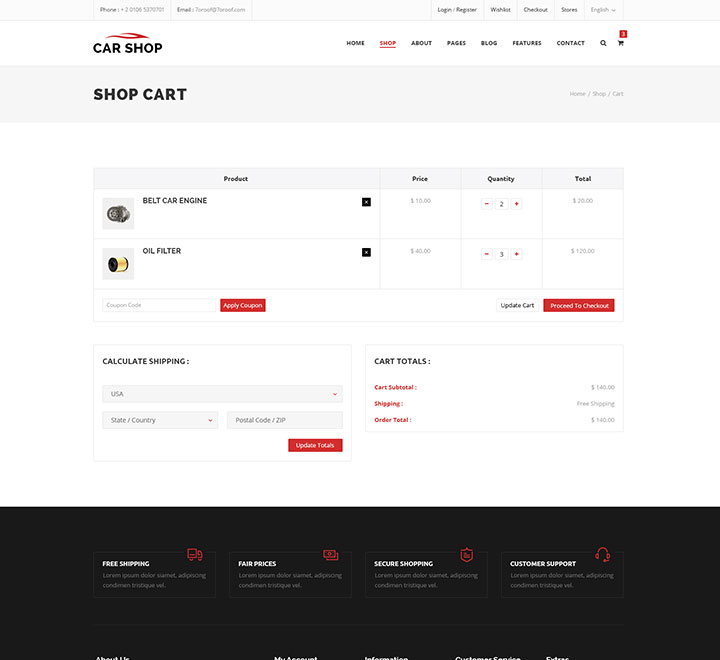 Phone : + 2 0106 5370701 Email : 7oroof@7oroof.com Login / Register Wishlist Checkout Stores English
CAR SHOP HOME SHOP ABOUT PAGES BLOG FEATURES CONTACT 3
SHOP CART Home / Shop / Cart
Product Price Quantity Total
BELT CAR ENGINE × $ 10.00 - 2 + $ 20.00
OIL FILTER × $ 40.00 - 3 + $ 120.00
Coupon Code Apply Coupon Update Cart Proceed To Checkout
CALCULATE SHIPPING :
USA
State / Country Postal Code / ZIP
Update Totals
CART TOTALS :
Cart Subtotal : $ 140.00
Shipping : Free Shipping
Order Total : $ 140.00
FREE SHIPPING
Lorem ipsum dolor siamet, adipiscing
condimen tristique vel.
FAIR PRICES
Lorem ipsum dolor siamet, adipiscing
condimen tristique vel.
SECURE SHOPPING
Lorem ipsum dolor siamet, adipiscing
condimen tristique vel.
CUSTOMER SUPPORT
Lorem ipsum dolor siamet, adipiscing
condimen tristique vel.
About Us My Account Information Customer Service Extras